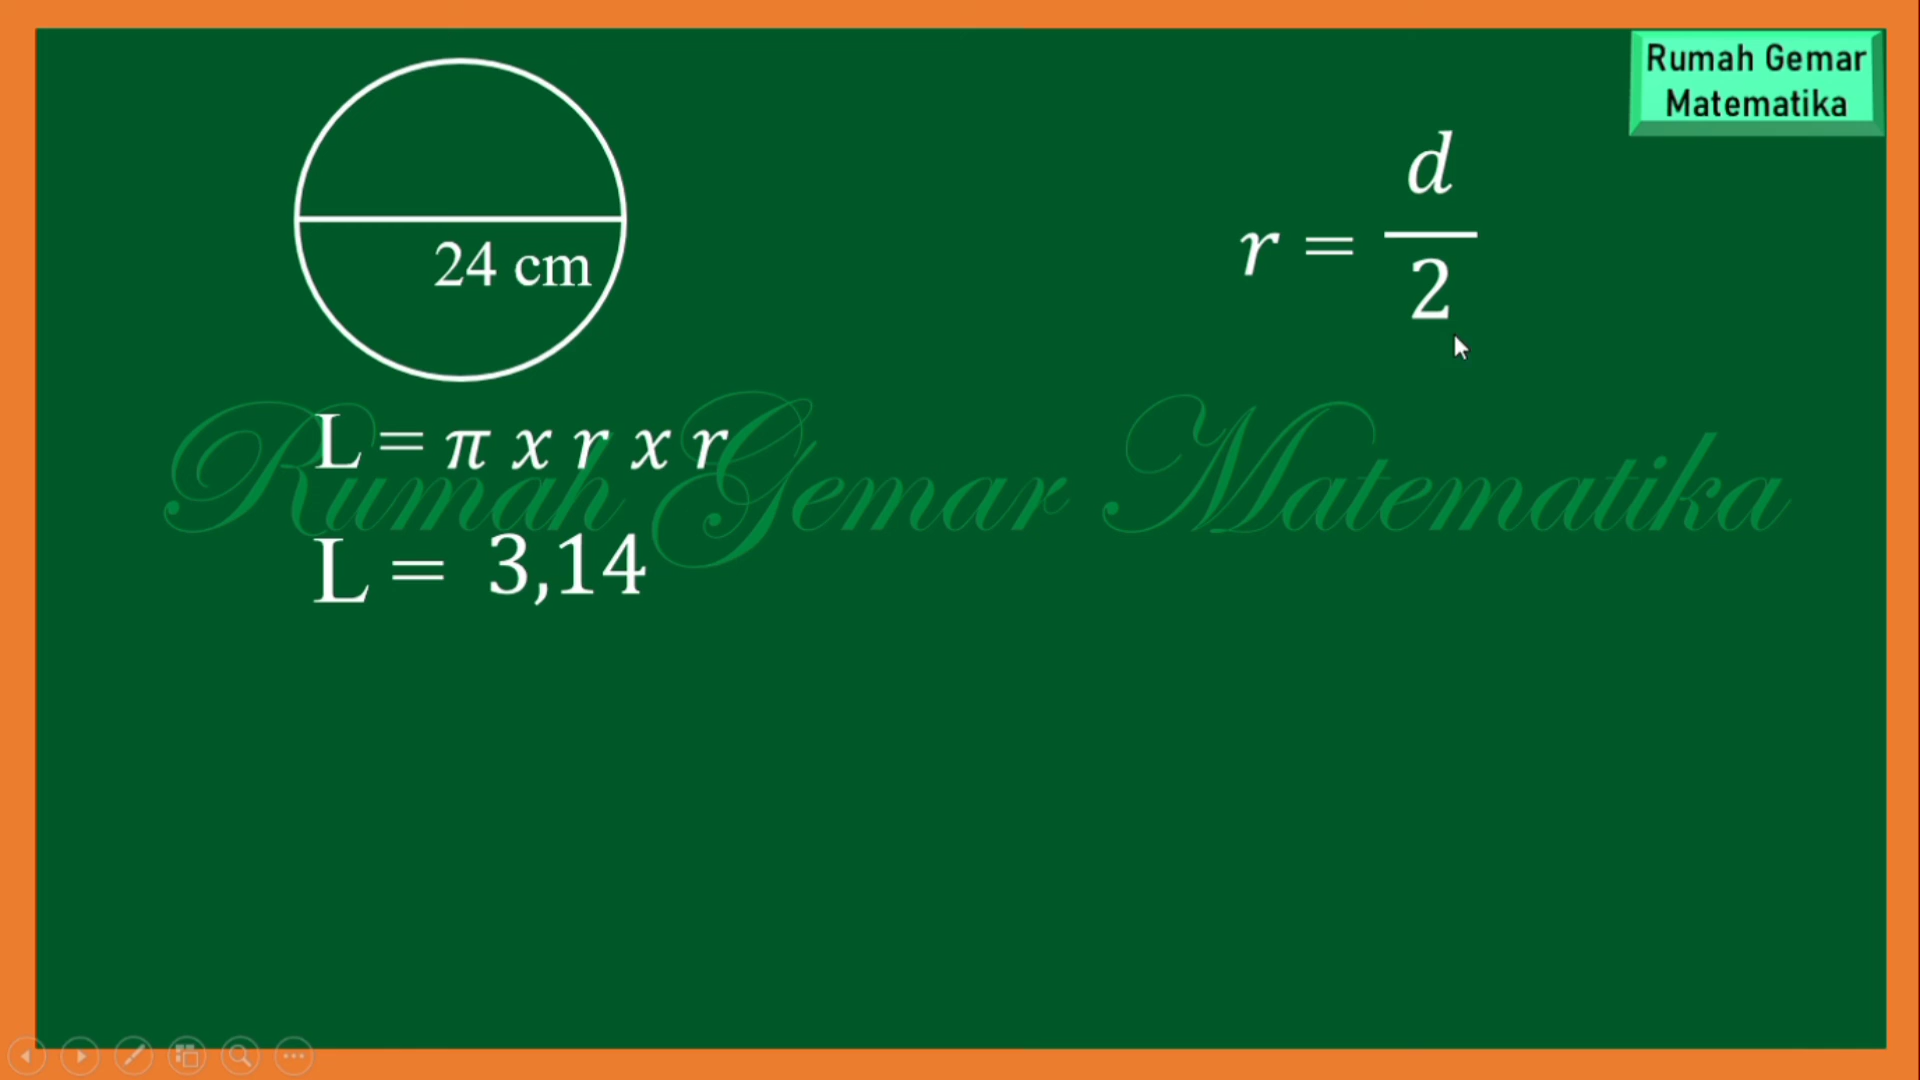 Rumah Gemar
Matematika
24 cm
r = d/2
L = π x r x r
Rumah Gemar Matematika
L = 3,14